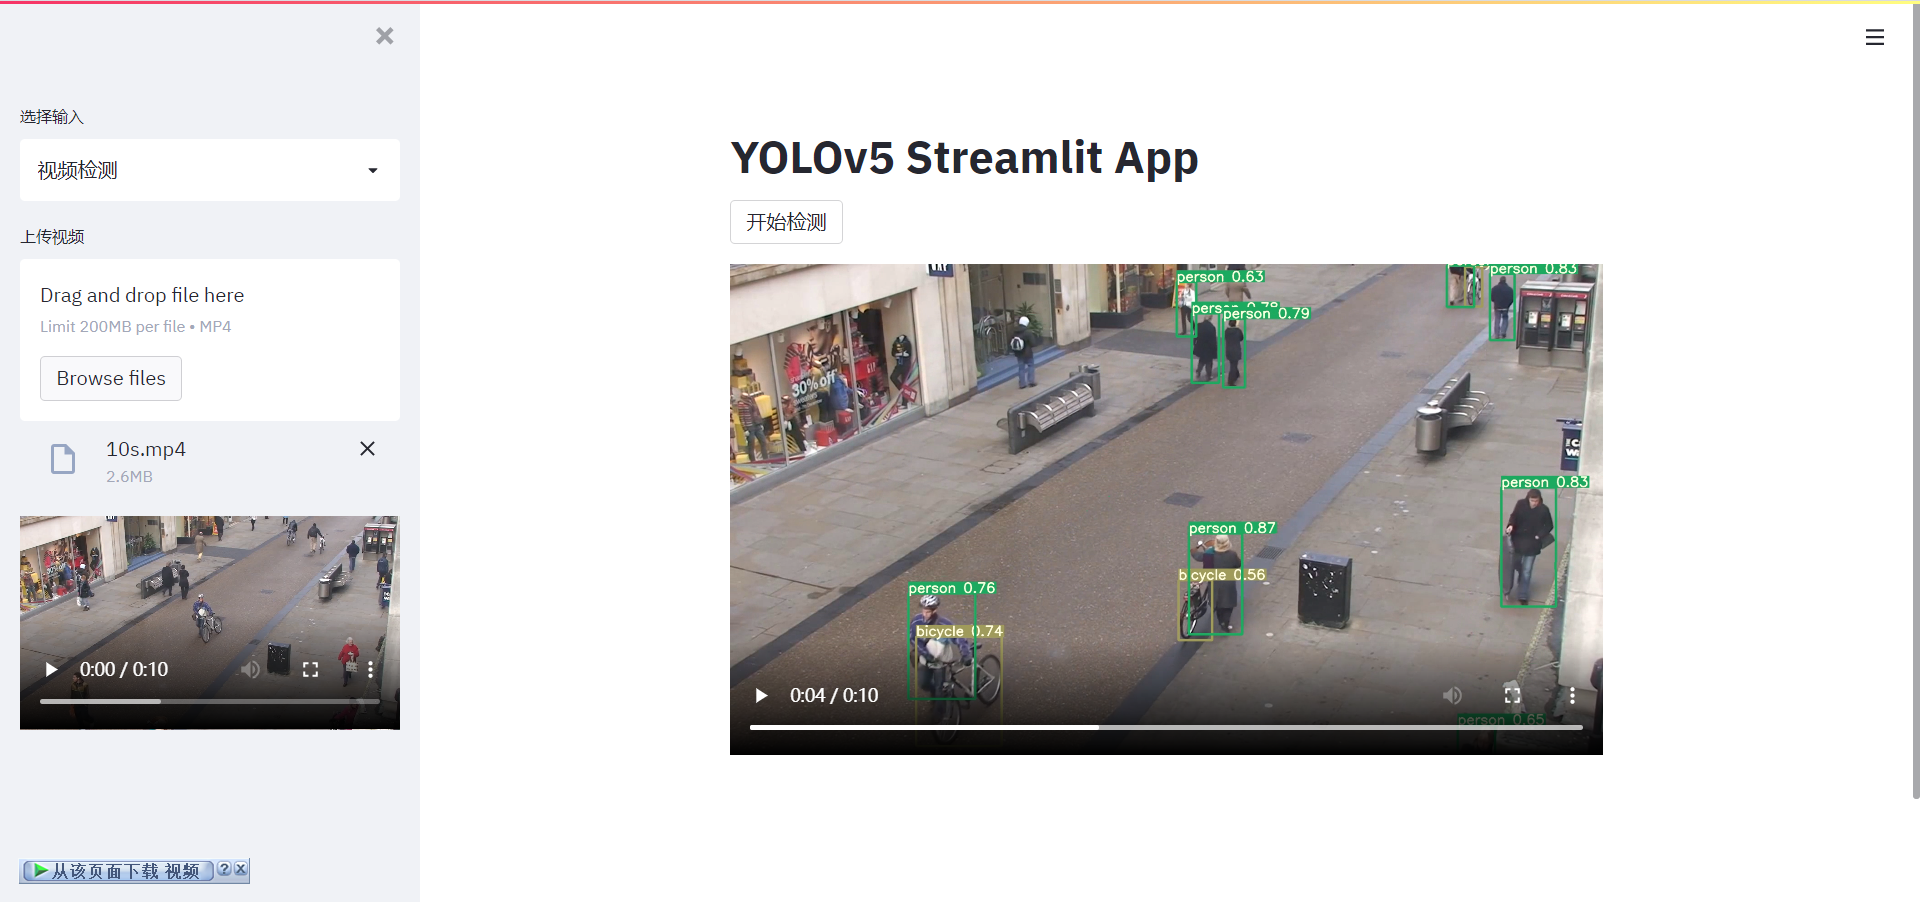 选择输入
视频检测
上传视频
Drag and drop file here
Limit 200MB per file • MP4
Browse files
10s.mp4
2.6MB
0:00 / 0:10
从该页面下载 视频
YOLOv5 Streamlit App
开始检测
person 0.63
person 0.83
person 0.79
30%off
person 0.83
person 0.87
bicycle 0.56
person 0.76
bicycle 0.74
0:04 / 0:10
person 0.65